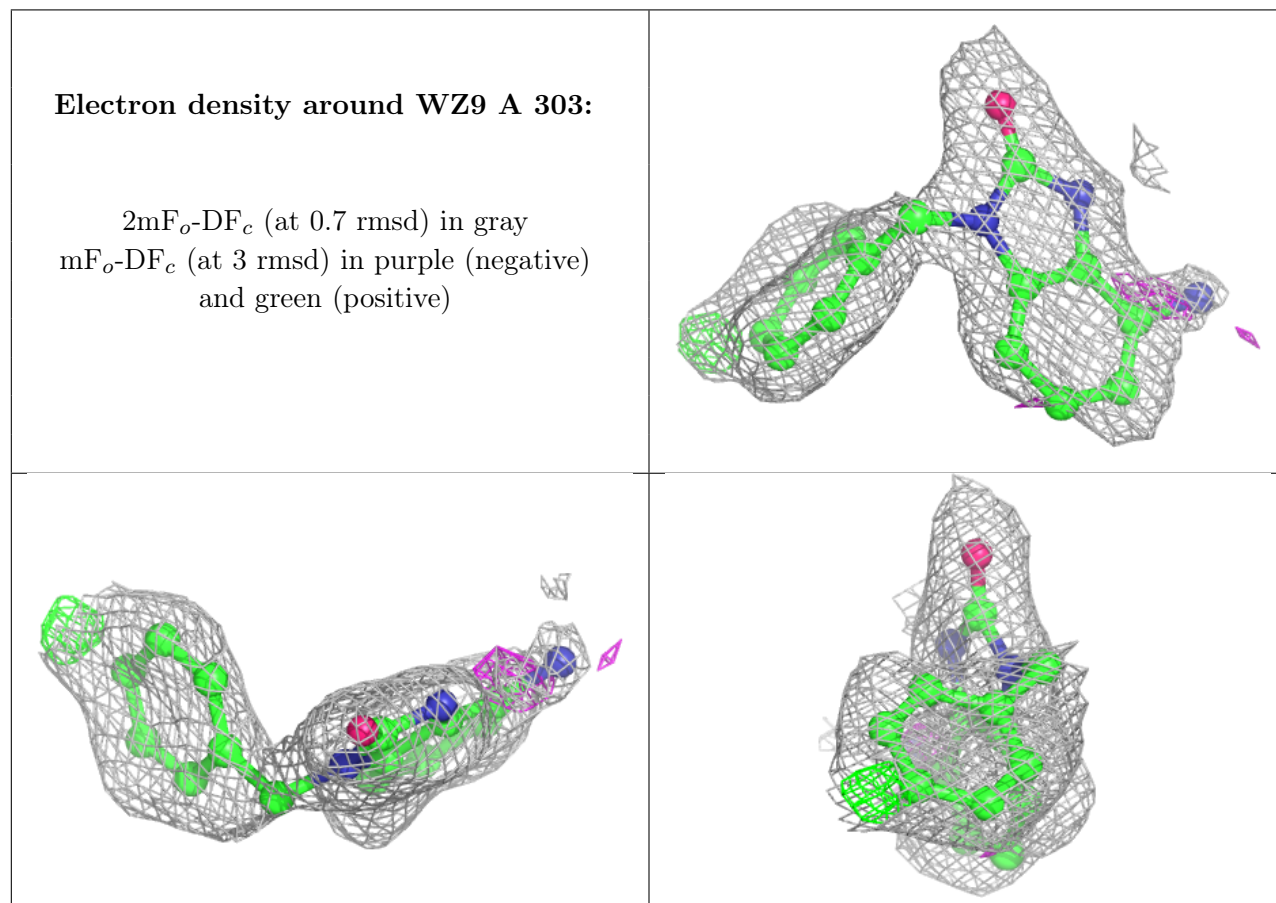 Electron density around WZ9 A 303:
2mFo-DFc (at 0.7 rmsd) in gray
mFo-DFc (at 3 rmsd) in purple (negative)
and green (positive)